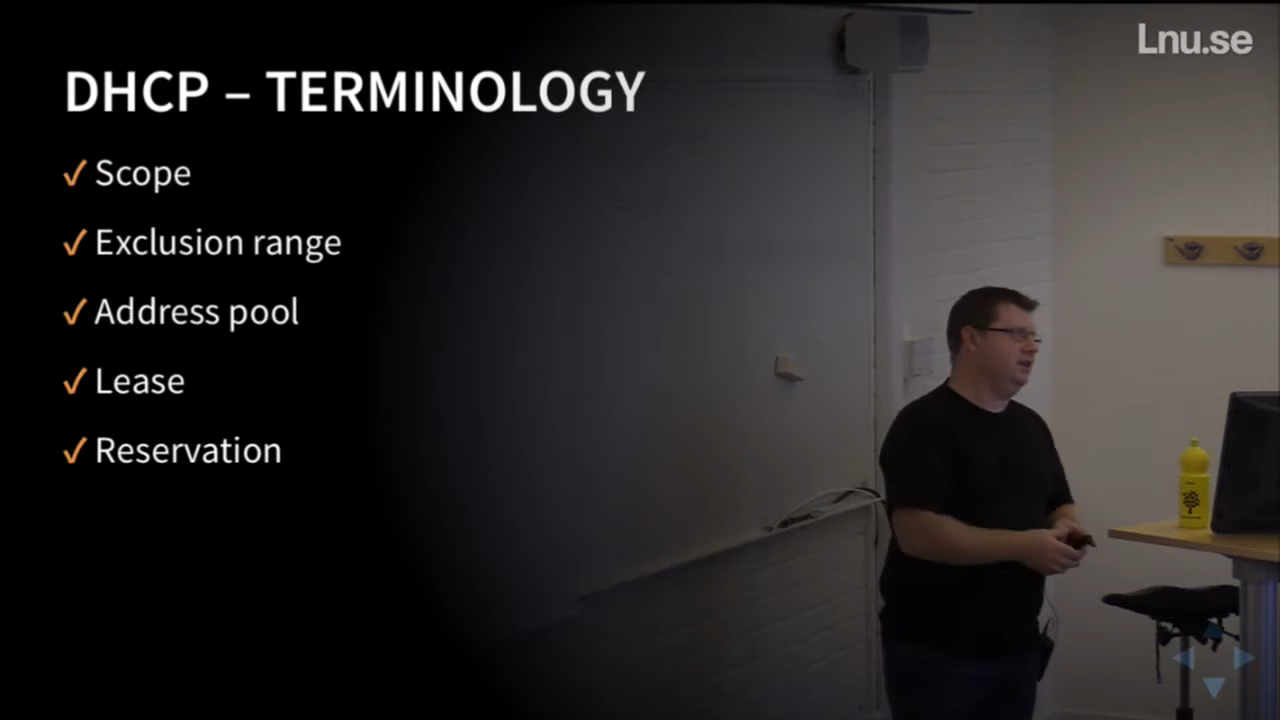 Lnu.se
DHCP – TERMINOLOGY
✓ Scope
✓ Exclusion range
✓ Address pool
✓ Lease
✓ Reservation